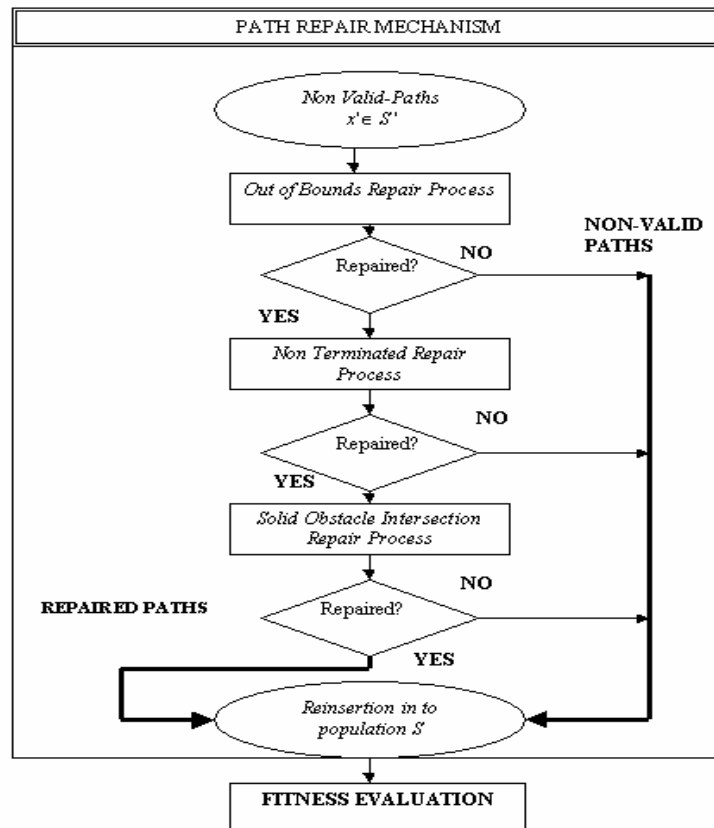 PATH REPAIR MECHANISM
Non Valid-Paths
x'∈ S'
Out of Bounds Repair Process
NON-VALID
PATHS
NO
Repaired?
YES
Non Terminated Repair
Process
NO
Repaired?
YES
Solid Obstacle Intersection
Repair Process
NO
REPAIRED PATHS
Repaired?
YES
Reinsertion in to
population S
FITNESS EVALUATION